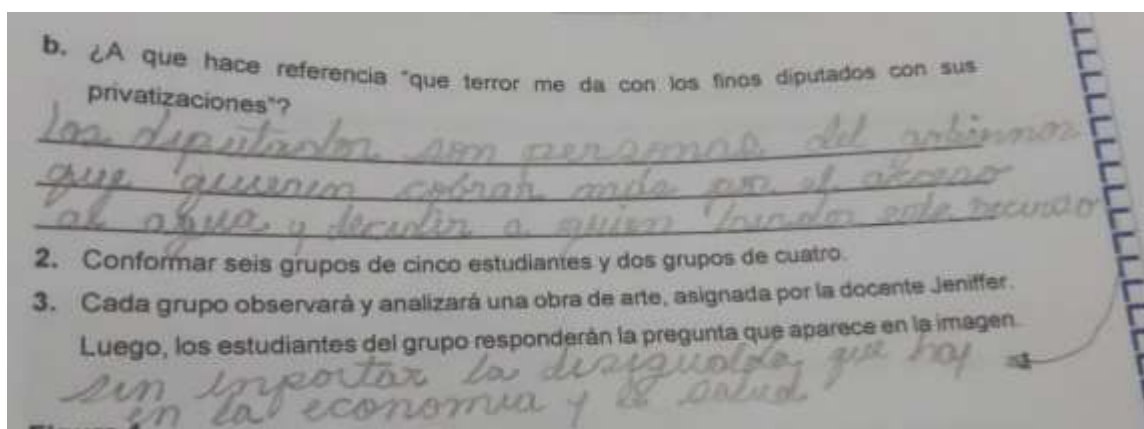 b. ¿A que hace referencia "que terror me da con los finos diputados con sus
privatizaciones"?
Los diputados son personas del gobierno
que quieren cobrar más por el acceso
al agua y decidir a quien este recurso
2. Conformar seis grupos de cinco estudiantes y dos grupos de cuatro.
3. Cada grupo observará y analizará una obra de arte, asignada por la docente Jeniffer.
Luego, los estudiantes del grupo responderán la pregunta que aparece en la imagen.
sin importar la que hay
en la economia y salud